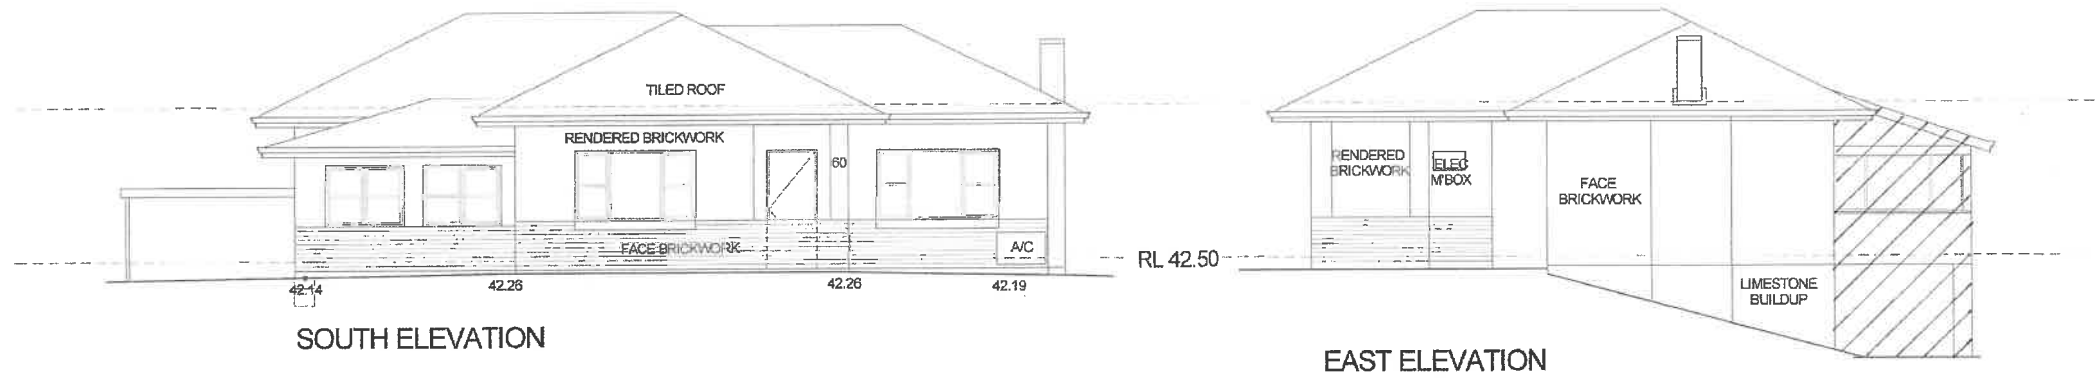 TILED ROOF
RENDERED BRICKWORK
60
FACE BRICKWORK
A/C
42.14
42.26
42.26
42.19
SOUTH ELEVATION
RL 42.50
RENDERED
BRICKWORK
ELEC
M'BOX
FACE
BRICKWORK
LIMESTONE
BUILDUP
EAST ELEVATION